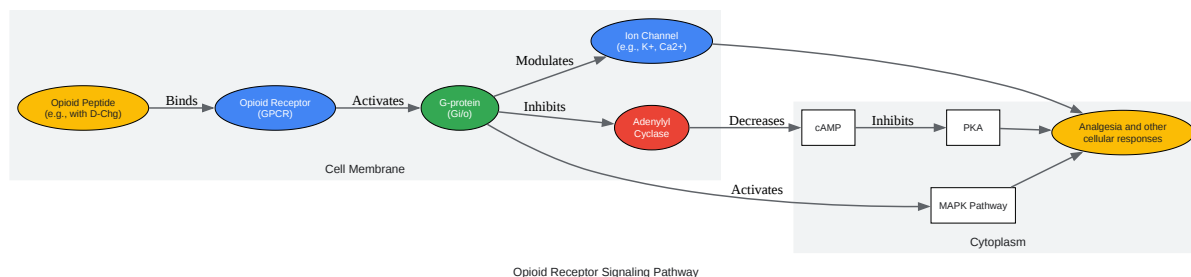 Opioid Peptide
(e.g., with D-Chg)
Binds
Opioid Receptor
(GPCR)
Activates
G-protein
(Gi/o)
Modulates
Ion Channel
(e.g., K+, Ca2+)
Inhibits
Adenylyl
Cyclase
Decreases
cAMP
Inhibits
PKA
Analgesia and other
cellular responses
Activates
MAPK Pathway
Cell Membrane
Cytoplasm
Opioid Receptor Signaling Pathway